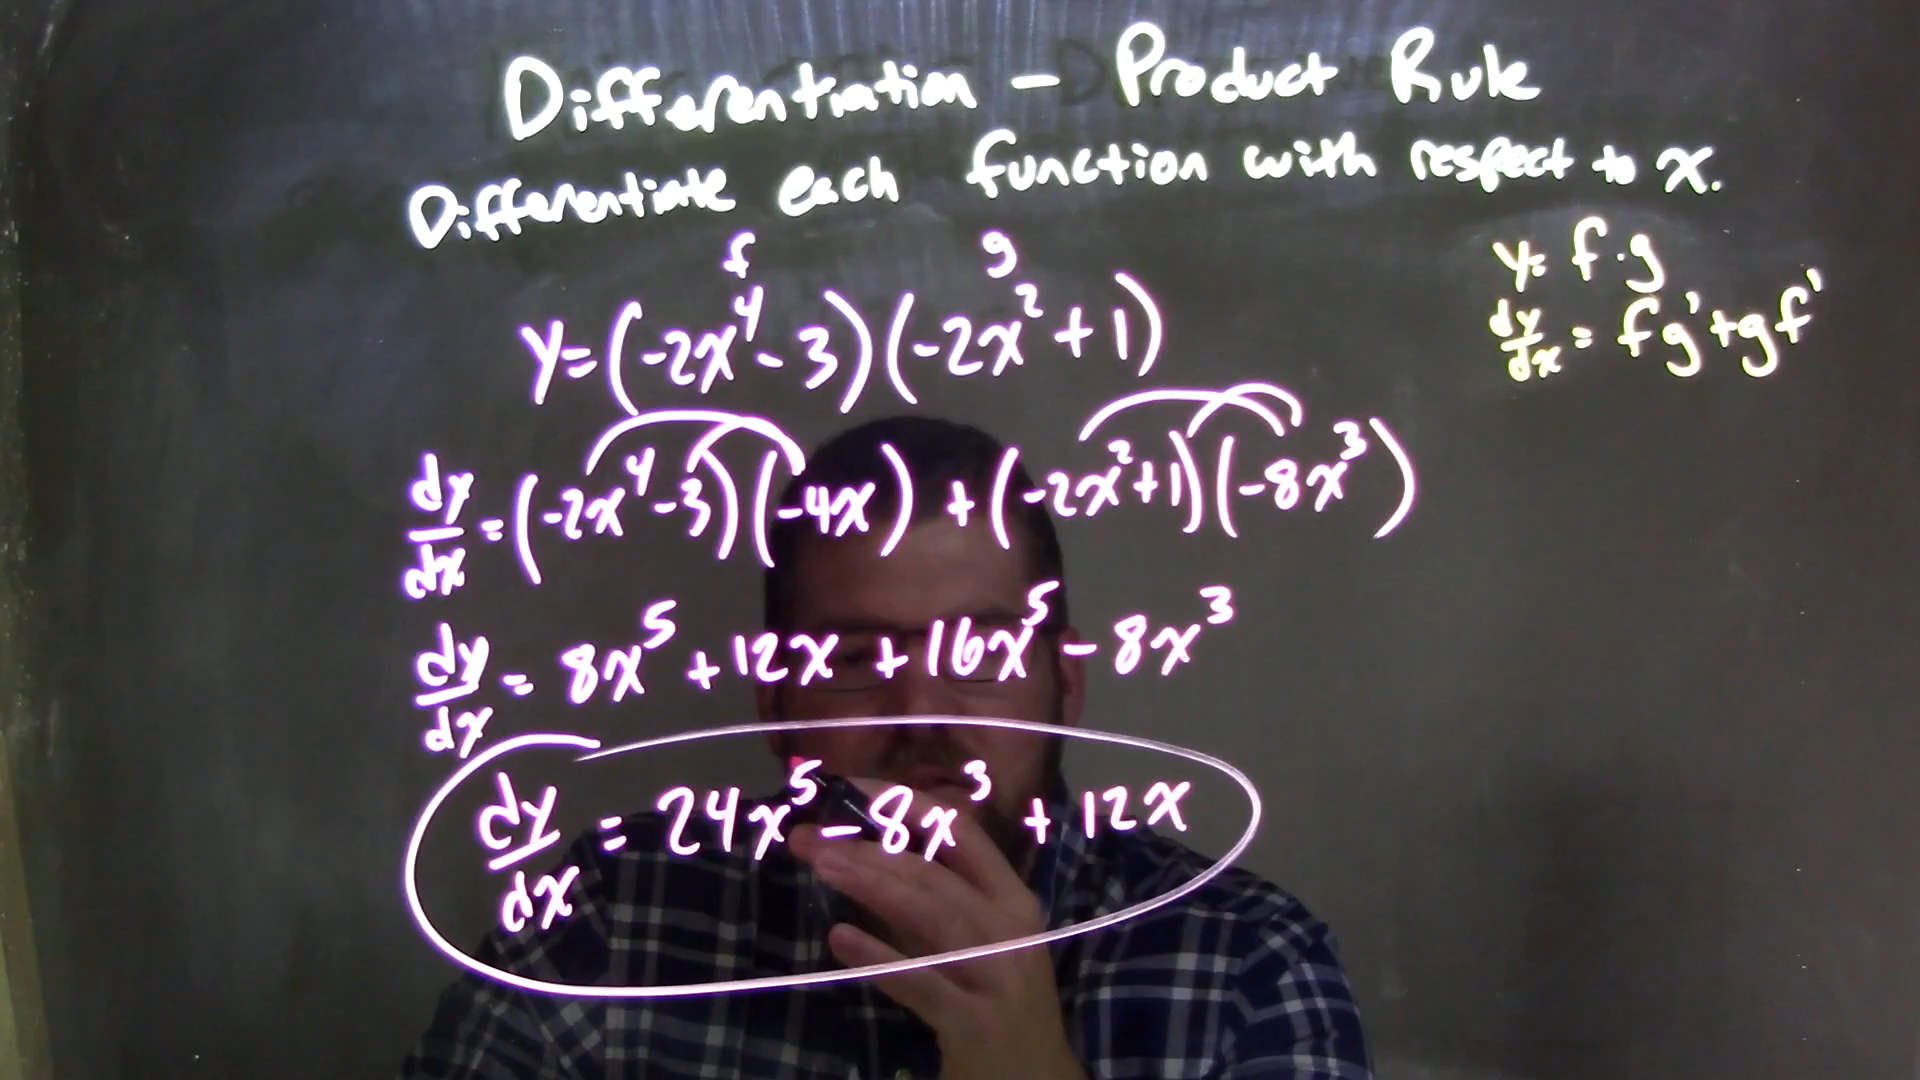 Differentiation - Product Rule
Differentiate each function with respect to x.
f g
y = (-2x⁴ - 3)(-2x² + 1)
y = f·g
dy/dx = fg' + gf'
dy/dx = (-2x⁴ - 3)(-4x) + (-2x² + 1)(-8x³)
dy/dx = 8x⁵ + 12x + 16x⁵ - 8x³
dy/dx = 24x⁵ - 8x³ + 12x